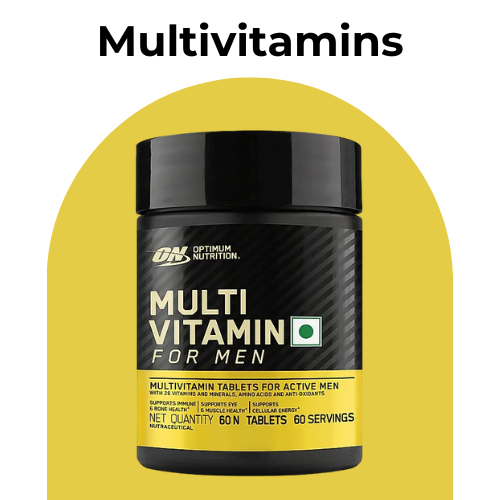 Multivitamins
ON OPTIMUM
NUTRITION.
MULTI
VITAMIN
FOR MEN
MULTIVITAMIN TABLETS FOR ACTIVE MEN
WITH 26 VITAMINS AND MINERALS, AMINO ACIDS AND ANTI-OXIDANTS
SUPPORTS IMMUNE SUPPORTS EYE SUPPORTS
& BONE HEALTH* & MUSCLE HEALTH* CELLULAR ENERGY*
NET QUANTITY 60 N TABLETS 60 SERVINGS
NUTRACEUTICAL